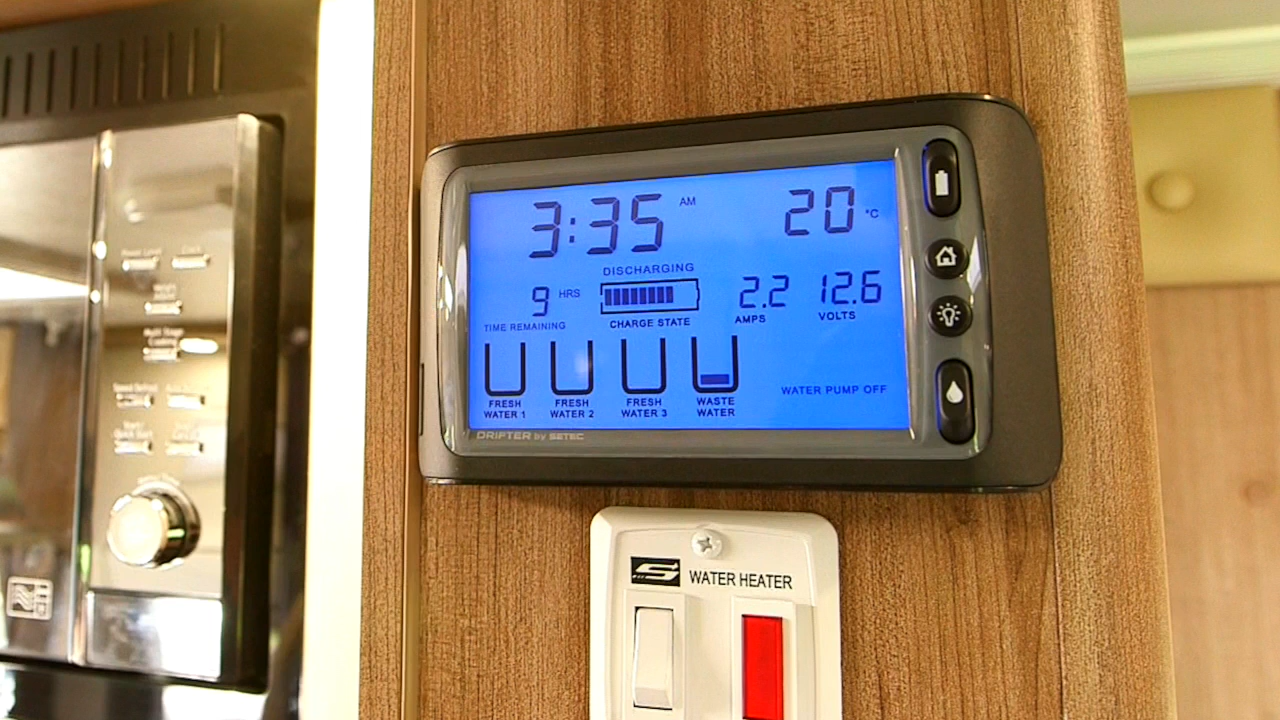 3:35 AM
20 °C
DISCHARGING
9 HRS
2.2 12.6
TIME REMAINING
CHARGE STATE
AMPS
VOLTS
FRESH WATER 1
FRESH WATER 2
FRESH WATER 3
WASTE WATER
WATER PUMP OFF
DRIFTER by SETEC
WATER HEATER